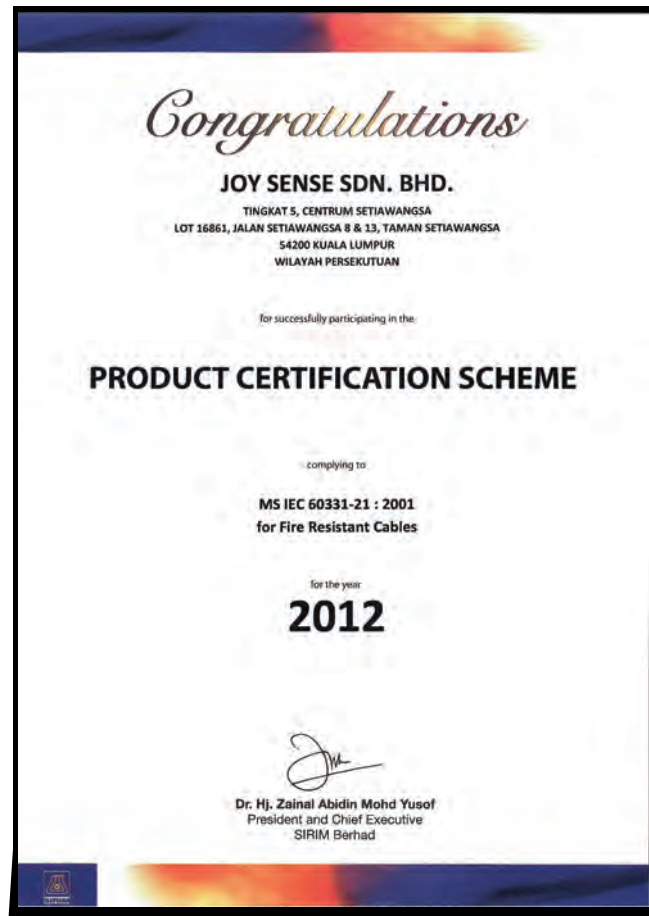 Congratulations
JOY SENSE SDN. BHD.
TINGKAT 5, CENTRUM SETIAWANGSA
LOT 16861, JALAN SETIAWANGSA 8 & 13, TAMAN SETIAWANGSA
54200 KUALA LUMPUR
WILAYAH PERSEKUTUAN
for successfully participating in the
PRODUCT CERTIFICATION SCHEME
complying to
MS IEC 60331-21 : 2001
for Fire Resistant Cables
for the year
2012
Dr. Hj. Zainal Abidin Mohd Yusof
President and Chief Executive
SIRIM Berhad